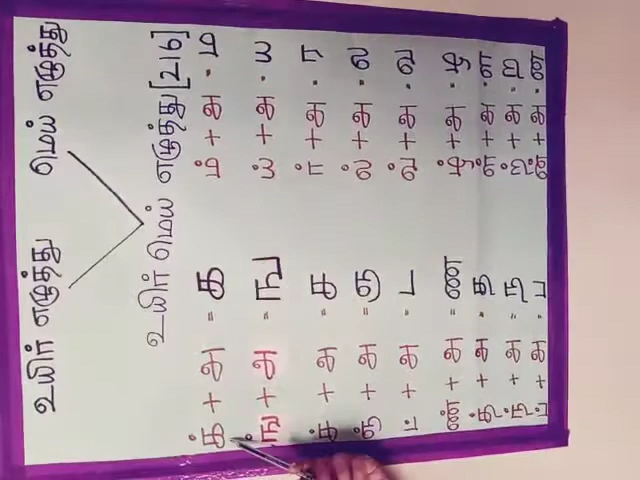 உயிர் எழுத்து மெய் எழுத்து
உயிர் மெய் எழுத்து [216]
க் + அ = க ம் + அ = ம
ங் + அ = ங ய் + அ = ய
ச் + அ = ச ர் + அ = ர
ஞ் + அ = ஞ ல் + அ = ல
ட் + அ = ட வ் + அ = வ
ண் + அ = ண ழ் + அ = ழ
த் + அ = த ள் + அ = ள
ந் + அ = ந ற் + அ = ற
ப் + அ = ப ன் + அ = ன